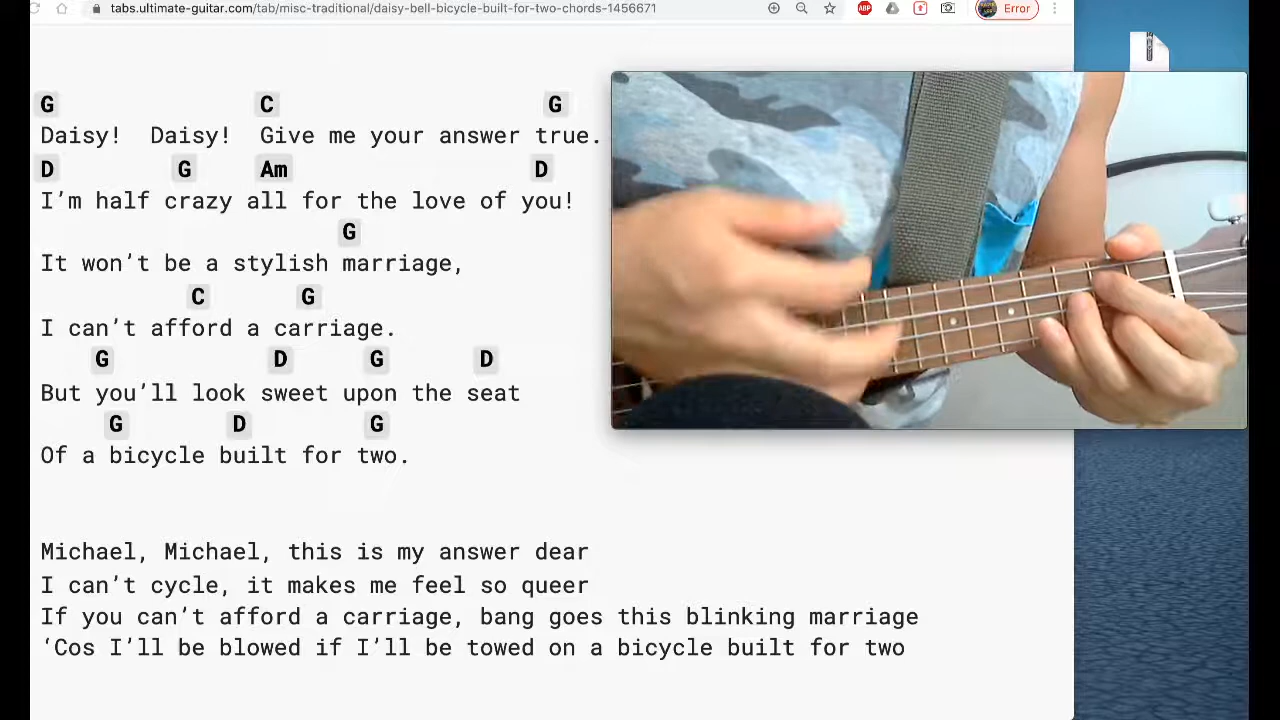 tabs.ultimate-guitar.com/tab/misc-traditional/daisy-bell-bicycle-built-for-two-chords-1456671
ABP
Error
G C G
Daisy! Daisy! Give me your answer true.
D G Am D
I’m half crazy all for the love of you!
G
It won’t be a stylish marriage,
C G
I can’t afford a carriage.
G D G D
But you’ll look sweet upon the seat
G D G
Of a bicycle built for two.
Michael, Michael, this is my answer dear
I can’t cycle, it makes me feel so queer
If you can’t afford a carriage, bang goes this blinking marriage
‘Cos I’ll be blowed if I’ll be towed on a bicycle built for two